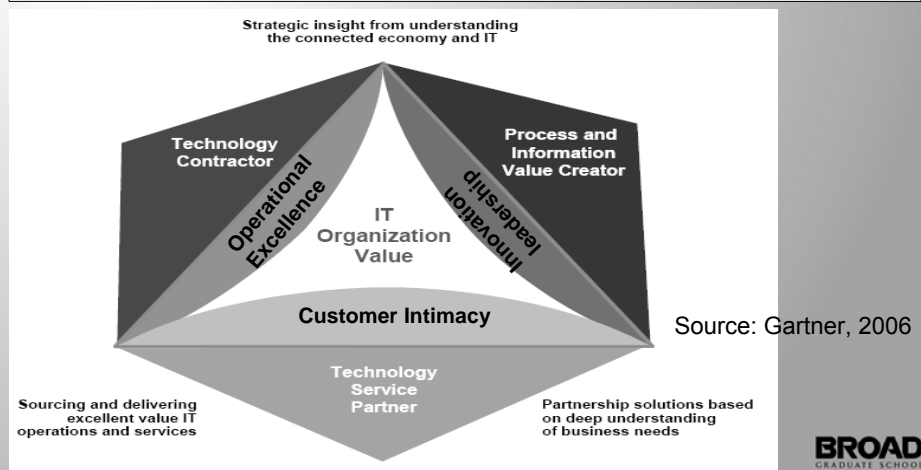 Strategic insight from understanding
the connected economy and IT
Technology
Contractor
Process and
Information
Value Creator
Operational
Excellence
Innovation
leadership
IT
Organization
Value
Customer Intimacy
Source: Gartner, 2006
Technology
Service
Partner
Sourcing and delivering
excellent value IT
operations and services
Partnership solutions based
on deep understanding
of business needs
BROAD
GRADUATE SCHOOL